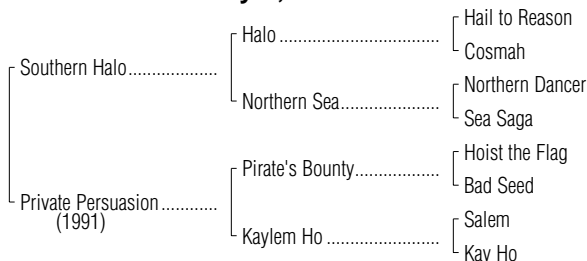 Hail to Reason
Halo
Cosmah
Southern Halo
Northern Dancer
Northern Sea
Sea Saga
Hoist the Flag
Pirate's Bounty
Bad Seed
Private Persuasion
(1991)
Salem
Kaylem Ho
Kay Ho